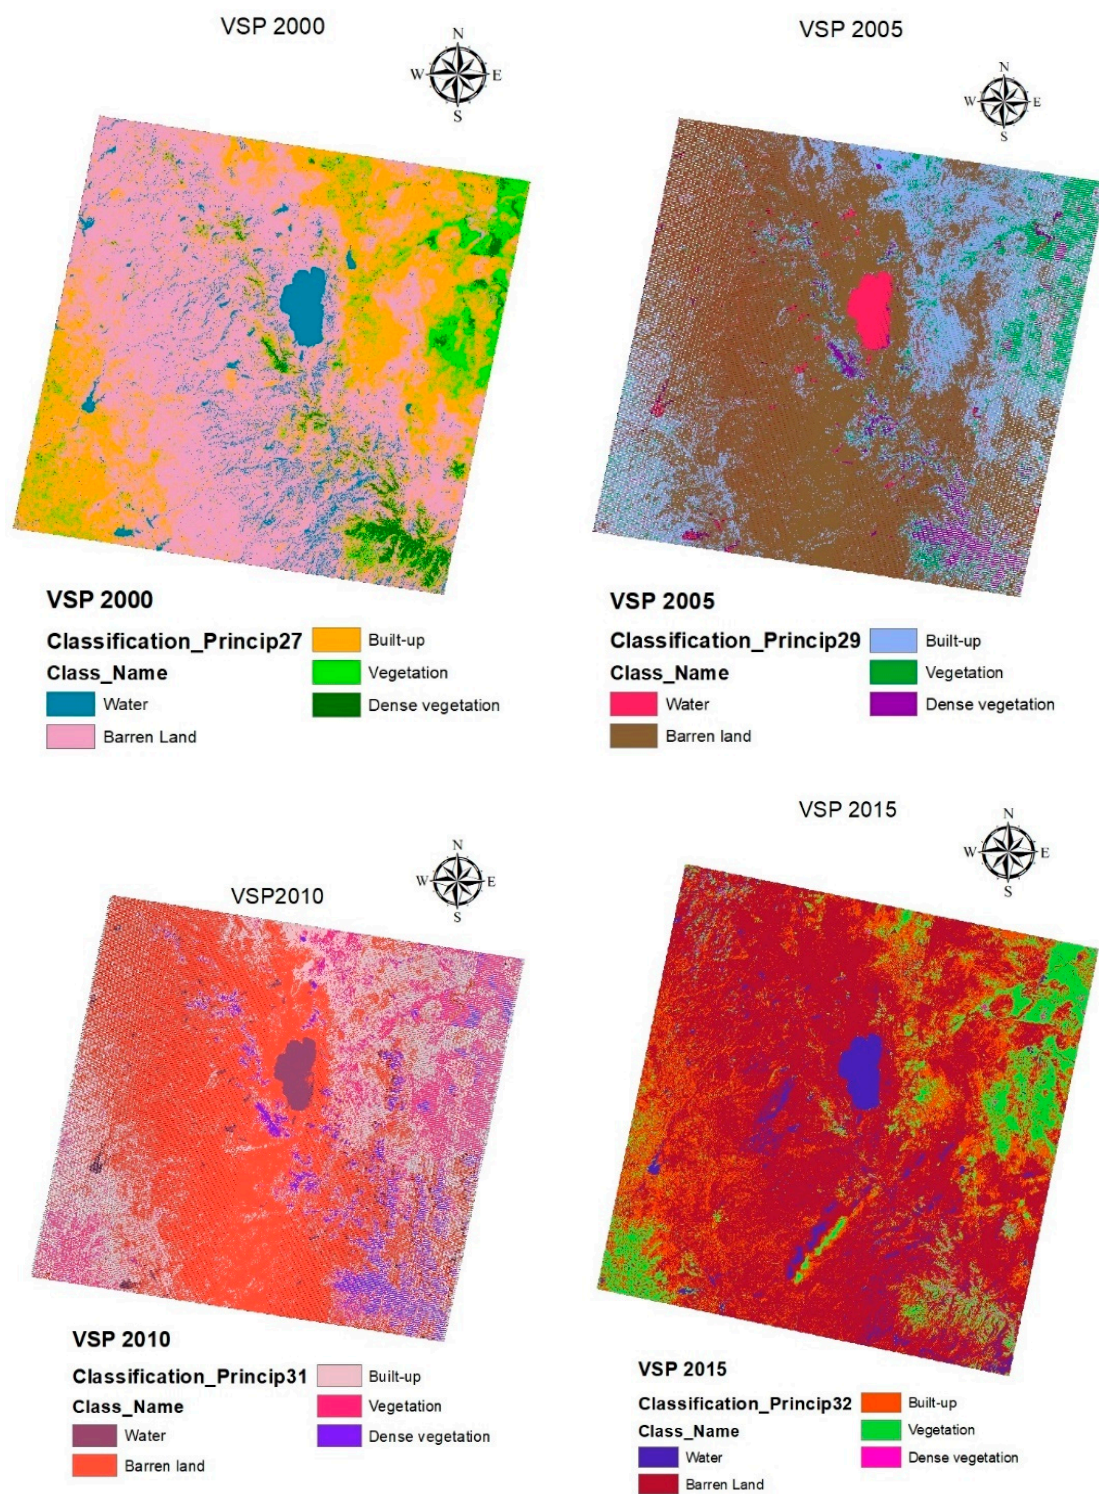 VSP 2000
N
W E
S
VSP 2000
Classification_Princip27
Class_Name
Water
Barren Land
Built-up
Vegetation
Dense vegetation
VSP 2005
N
W E
S
VSP 2005
Classification_Princip29
Class_Name
Water
Barren land
Built-up
Vegetation
Dense vegetation
VSP2010
N
W E
S
VSP 2010
Classification_Princip31
Class_Name
Water
Barren land
Built-up
Vegetation
Dense vegetation
VSP 2015
N
W E
S
VSP 2015
Classification_Princip32
Class_Name
Water
Barren Land
Built-up
Vegetation
Dense vegetation